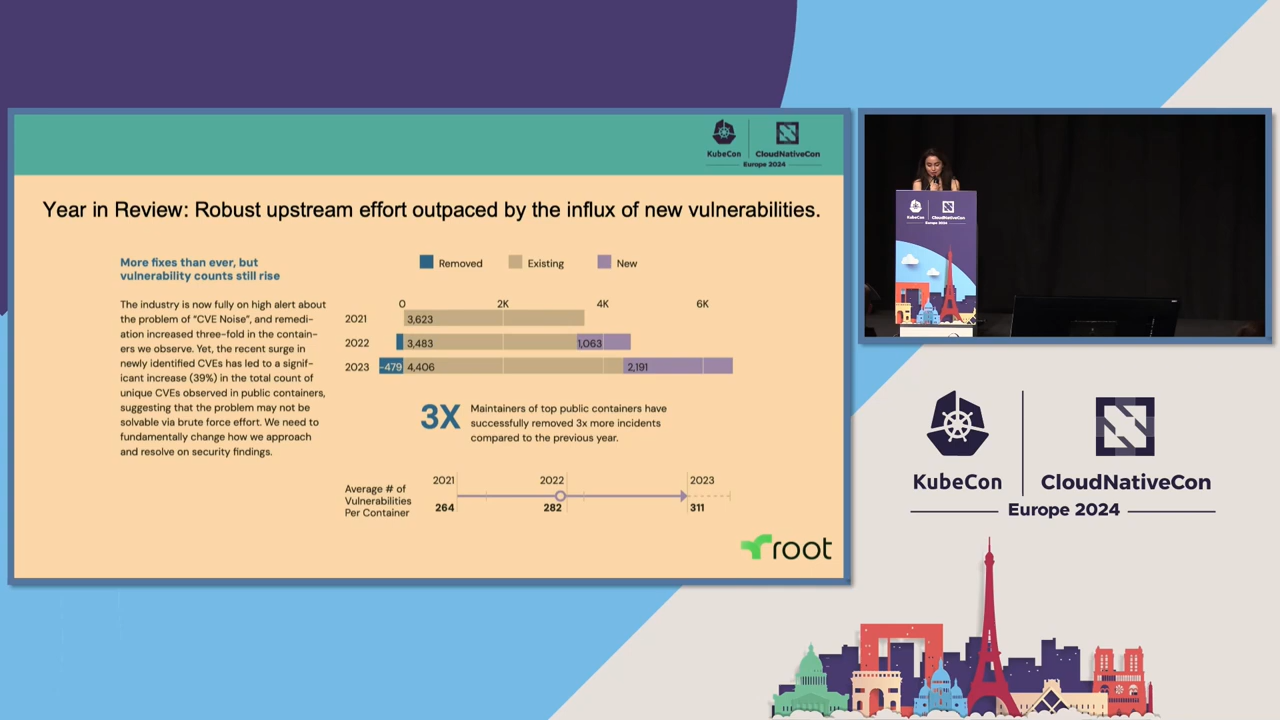 KubeCon
CloudNativeCon
Europe 2024
Year in Review: Robust upstream effort outpaced by the influx of new vulnerabilities.
More fixes than ever, but
vulnerability counts still rise
The industry is now fully on high alert about
the problem of “CVE Noise”, and remedi-
ation increased three-fold in the contain-
ers we observe. Yet, the recent surge in
newly identified CVEs has led to a signif-
icant increase (39%) in the total count of
unique CVEs observed in public containers,
suggesting that the problem may not be
solvable via brute force effort. We need to
fundamentally change how we approach
and resolve on security findings.
Removed Existing New
0 2K 4K 6K
2021 3,623
2022 3,483 1,063
2023 -479 4,406 2,191
3X
Maintainers of top public containers have
successfully removed 3x more incidents
compared to the previous year.
Average # of
Vulnerabilities
Per Container
2021 2022 2023
264 282 311
root
KubeCon
CloudNativeCon
Europe 2024
KubeCon
CloudNativeCon
Europe 2024